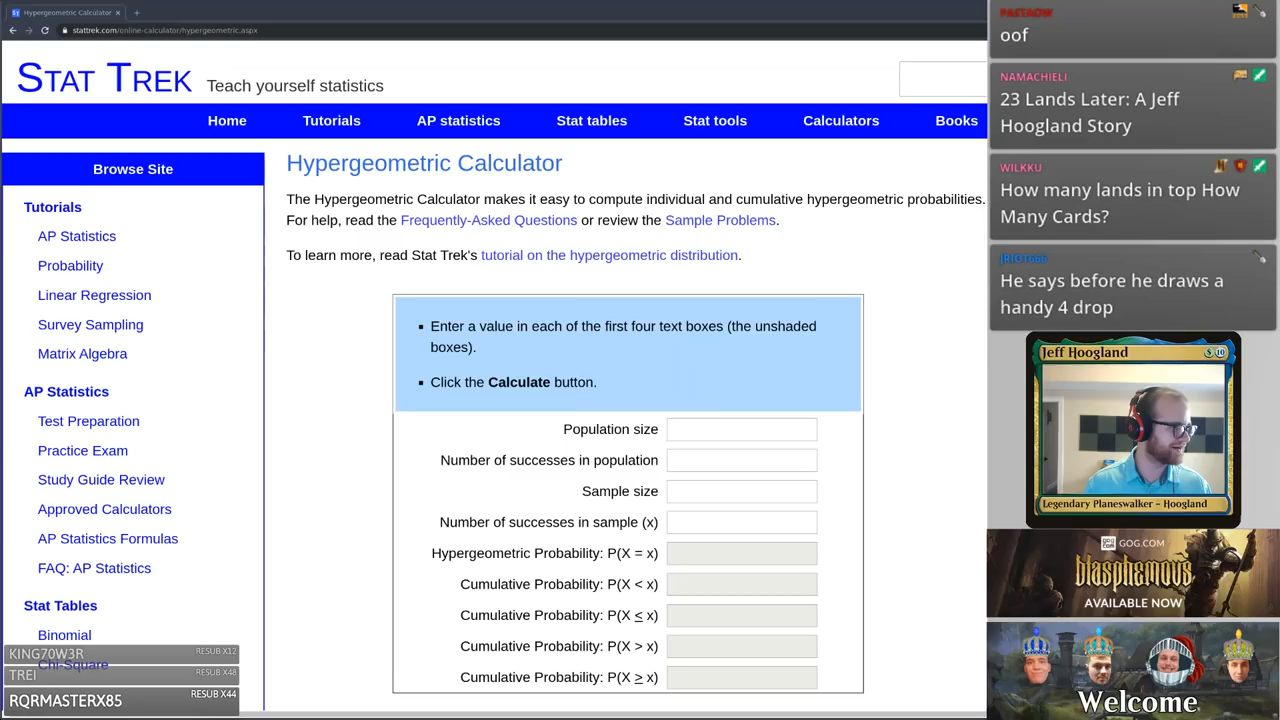 Hypergeometric Calculator
stattrek.com/online-calculator/hypergeometric.aspx
STAT TREK Teach yourself statistics
Home Tutorials AP statistics Stat tables Stat tools Calculators Books
Browse Site
Tutorials
AP Statistics
Probability
Linear Regression
Survey Sampling
Matrix Algebra
AP Statistics
Test Preparation
Practice Exam
Study Guide Review
Approved Calculators
AP Statistics Formulas
FAQ: AP Statistics
Stat Tables
Binomial
Chi-Square
KING70W3R RESUB X12
TREI RESUB X48
RQRMASTERX85 RESUB X44
Hypergeometric Calculator
The Hypergeometric Calculator makes it easy to compute individual and cumulative hypergeometric probabilities.
For help, read the Frequently-Asked Questions or review the Sample Problems.
To learn more, read Stat Trek's tutorial on the hypergeometric distribution.
Enter a value in each of the first four text boxes (the unshaded
boxes).
Click the Calculate button.
Population size
Number of successes in population
Sample size
Number of successes in sample (x)
Hypergeometric Probability: P(X = x)
Cumulative Probability: P(X < x)
Cumulative Probability: P(X ≤ x)
Cumulative Probability: P(X > x)
Cumulative Probability: P(X ≥ x)
PASTAOW
oof
NAMACHIELI
23 Lands Later: A Jeff
Hoogland Story
WILKKU
How many lands in top How
Many Cards?
JRIOT666
He says before he draws a
handy 4 drop
Jeff Hoogland S 10
Legendary Planeswalker – Hoogland
GOG.COM
blasphemous
AVAILABLE NOW
Welcome